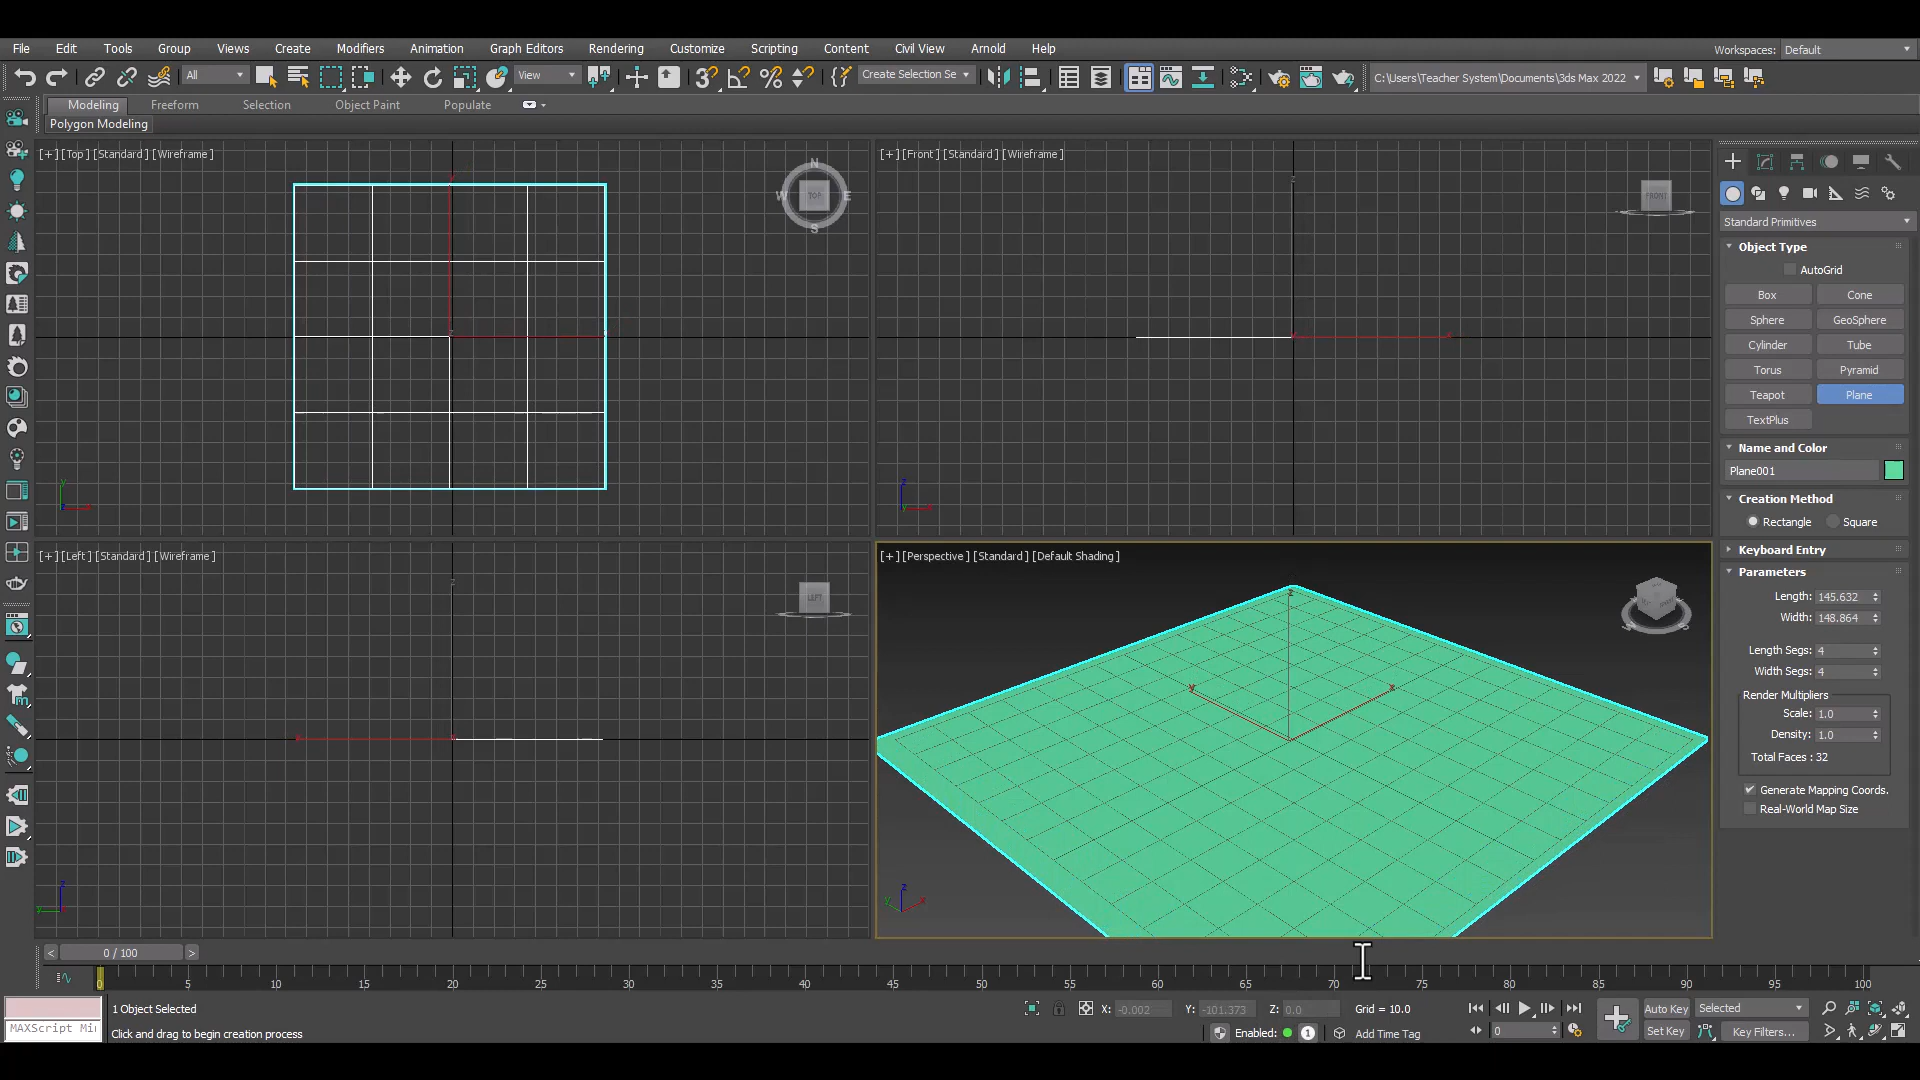 File Edit Tools Group Views Create Modifiers Animation Graph Editors Rendering Customize Scripting Content Civil View Arnold Help Workspaces: Default
All View Create Selection Se C:\Users\Teacher System\Documents\3ds Max 2022
Modeling Freeform Selection Object Paint Populate
Polygon Modeling
[+] [Top] [Standard] [Wireframe]
N
W TOP E
S
[+] [Front] [Standard] [Wireframe]
FRONT
[+] [Left] [Standard] [Wireframe]
LEFT
[+] [Perspective] [Standard] [Default Shading]
Standard Primitives
Object Type
AutoGrid
Box Cone
Sphere GeoSphere
Cylinder Tube
Torus Pyramid
Teapot Plane
TextPlus
Name and Color
Plane001
Creation Method
Rectangle Square
Keyboard Entry
Parameters
Length: 145.632
Width: 148.864
Length Segs: 4
Width Segs: 4
Render Multipliers
Scale: 1.0
Density: 1.0
Total Faces : 32
Generate Mapping Coords.
Real-World Map Size
< 0 / 100 >
0 5 10 15 20 25 30 35 40 45 50 55 60 65 70 75 80 85 90 95 100
1 Object Selected X: -0.002 Y: -101.373 Z: 0.0 Grid = 10.0 Auto Key Selected
MAXScript Mi Click and drag to begin creation process Enabled: 1 Add Time Tag 0 Set Key Key Filters...